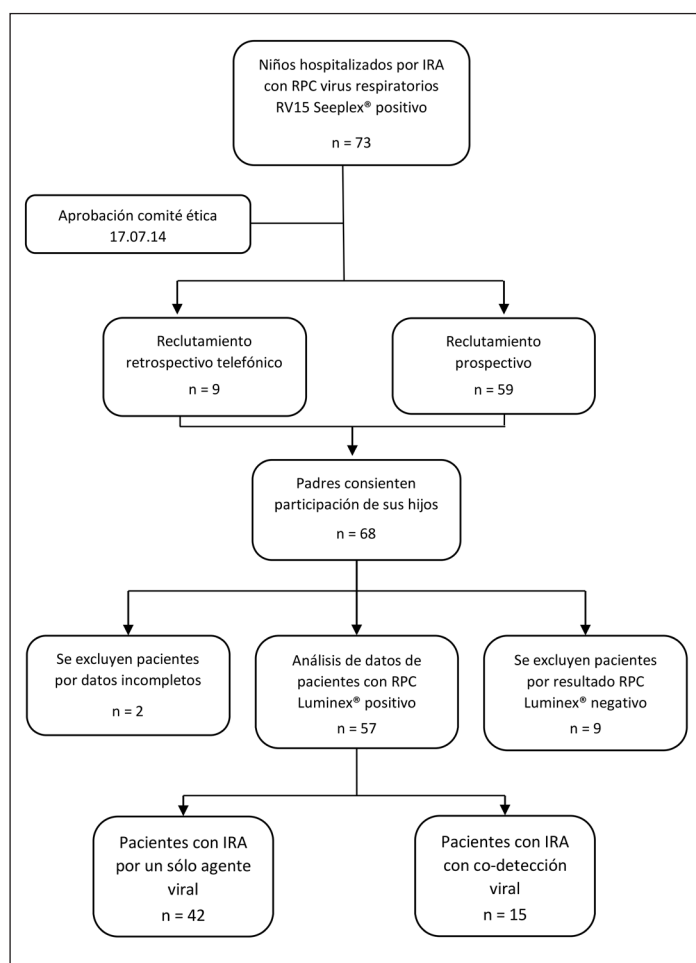 Niños hospitalizados por IRA
con RPC virus respiratorios
RV15 Seeplex® positivo
n = 73
Aprobación comité ética
17.07.14
Reclutamiento
retrospectivo telefónico
n = 9
Reclutamiento
prospectivo
n = 59
Padres consienten
participación de sus hijos
n = 68
Se excluyen pacientes
por datos incompletos
n = 2
Análisis de datos de
pacientes con RPC
Luminex® positivo
n = 57
Se excluyen pacientes
por resultado RPC
Luminex® negativo
n = 9
Pacientes con IRA
por un sólo agente
viral
n = 42
Pacientes con IRA
con co-detección
viral
n = 15